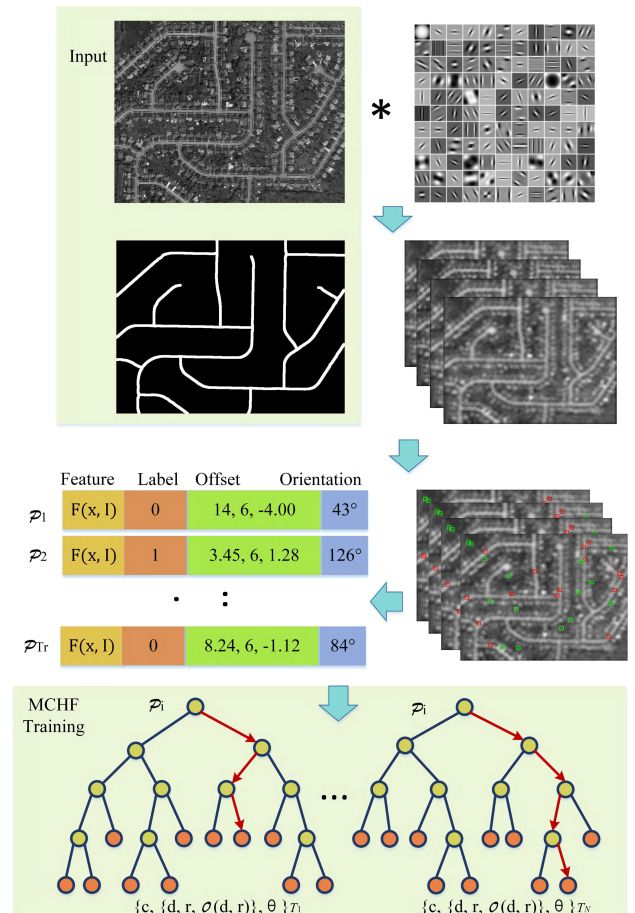 Input
*
Feature Label Offset Orientation
𝓅1 F(x, I) 0 14, 6, -4.00 43°
𝓅2 F(x, I) 1 3.45, 6, 1.28 126°
𝓅Tr F(x, I) 0 8.24, 6, -1.12 84°
MCHF
Training
𝓅i 𝓅i
...
{c, {d, r, 𝒪(d, r)}, θ }T1 {c, {d, r, 𝒪(d, r)}, θ }TN